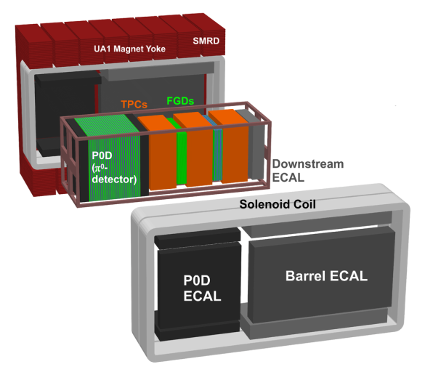 SMRD
UA1 Magnet Yoke
TPCs
FGDs
P0D
(π⁰-
detector)
Downstream
ECAL
Solenoid Coil
P0D
ECAL
Barrel ECAL